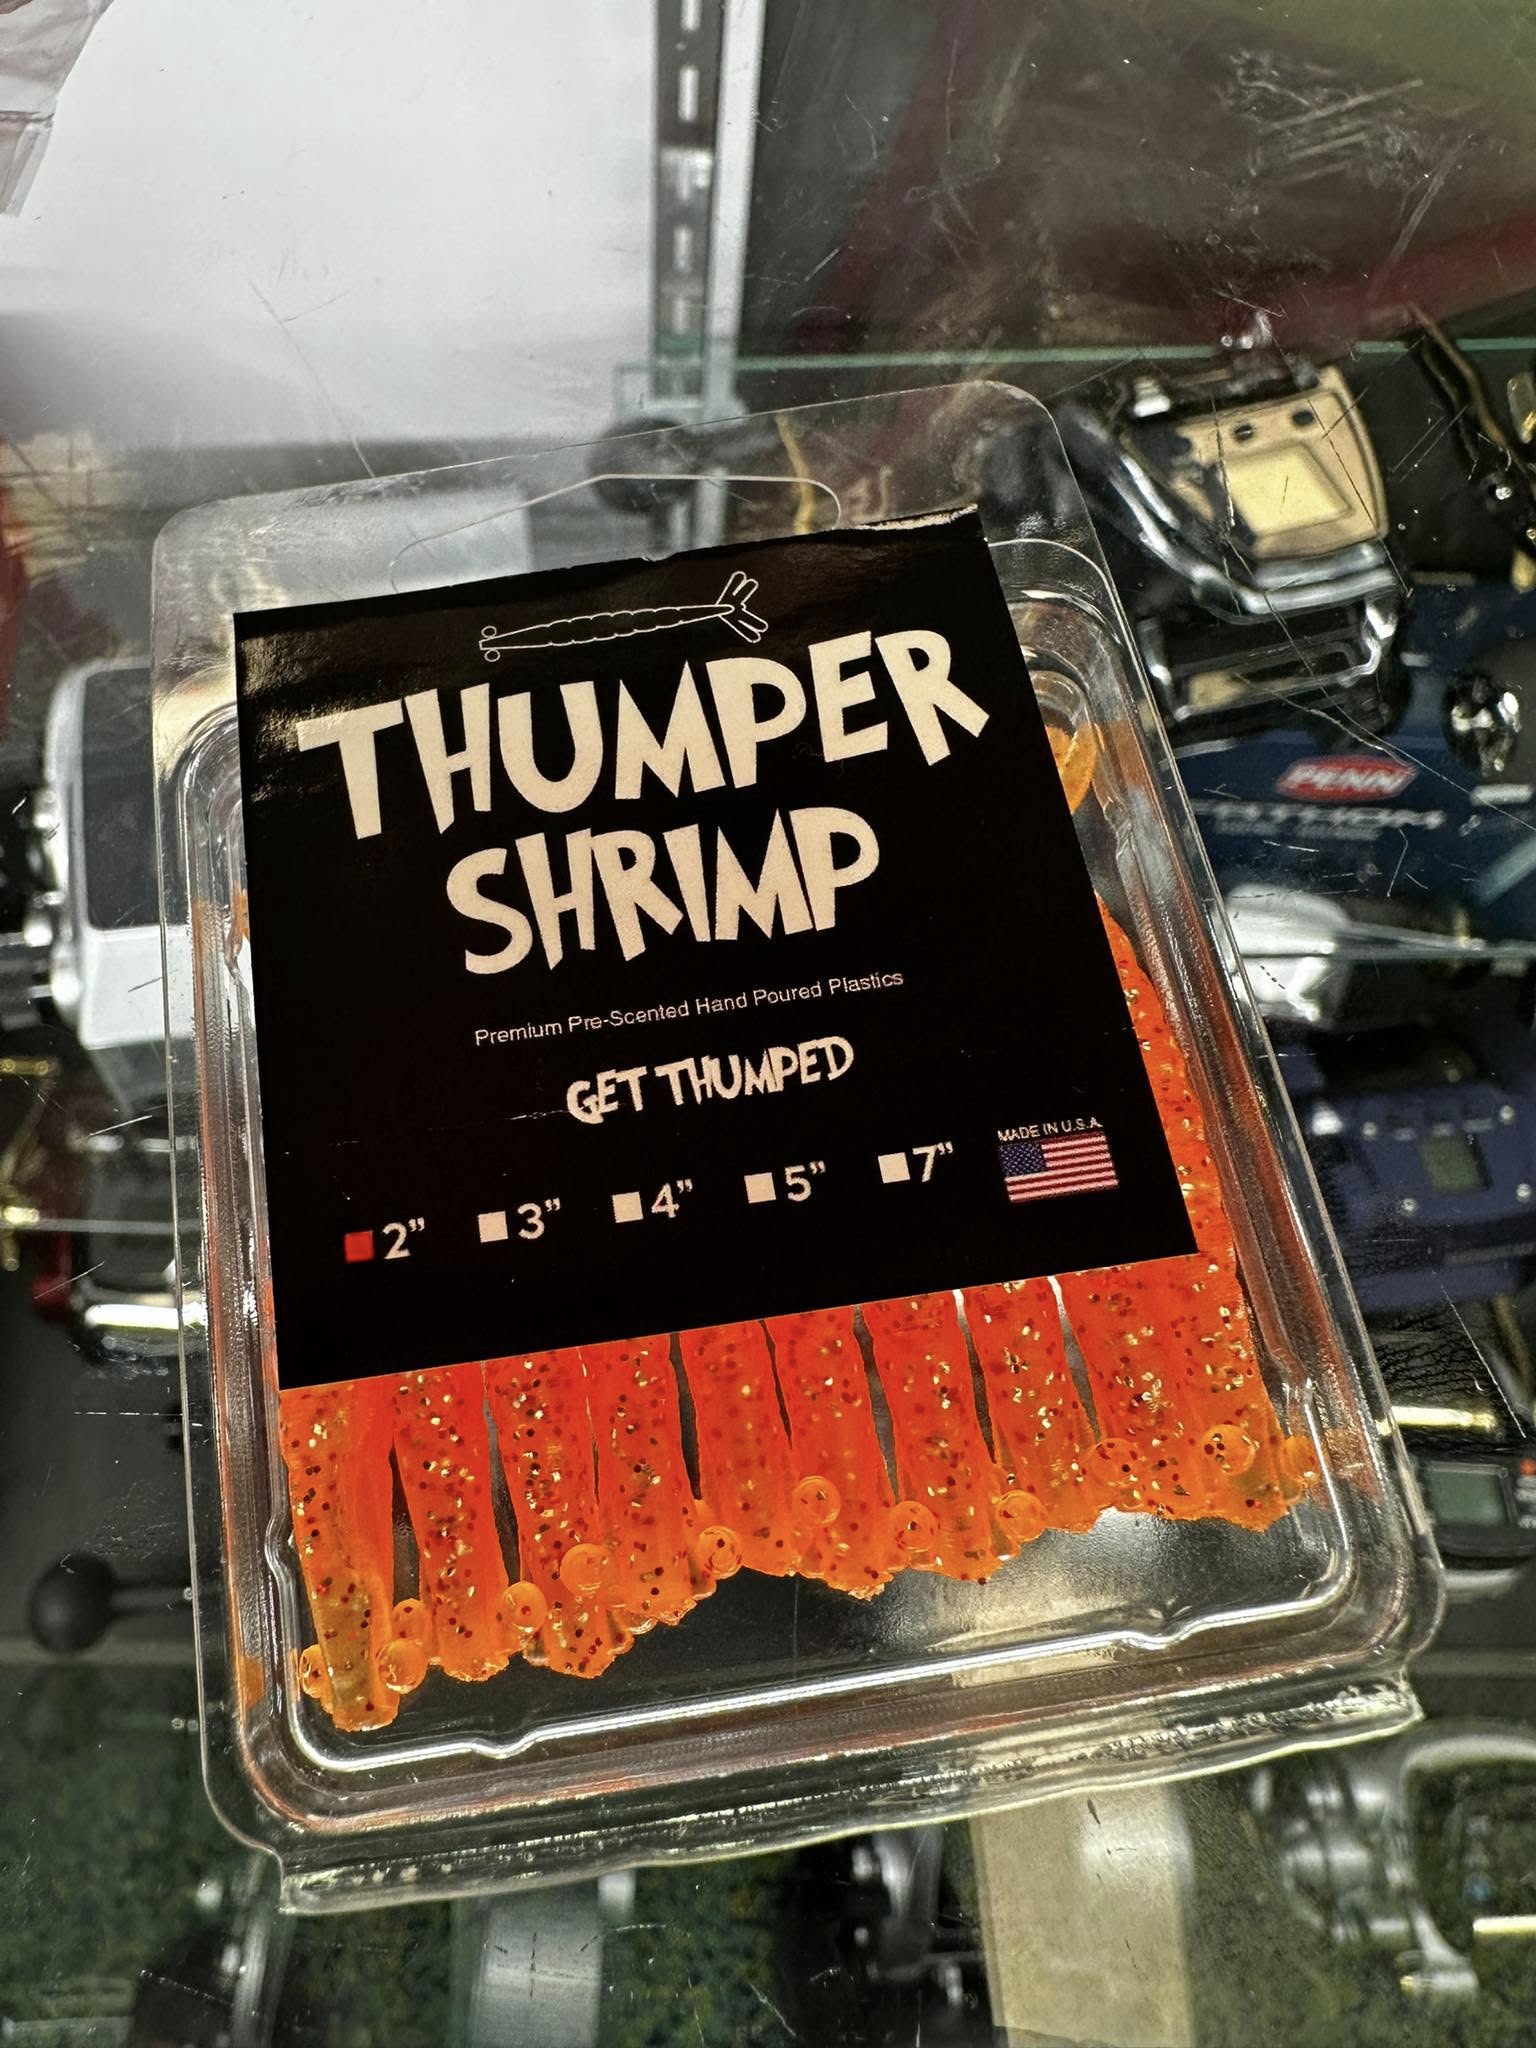 THUMPER
SHRIMP
Premium Pre-Scented Hand Poured Plastics
GET THUMPED
2” 3” 4” 5” 7”
MADE IN U.S.A.
PENN